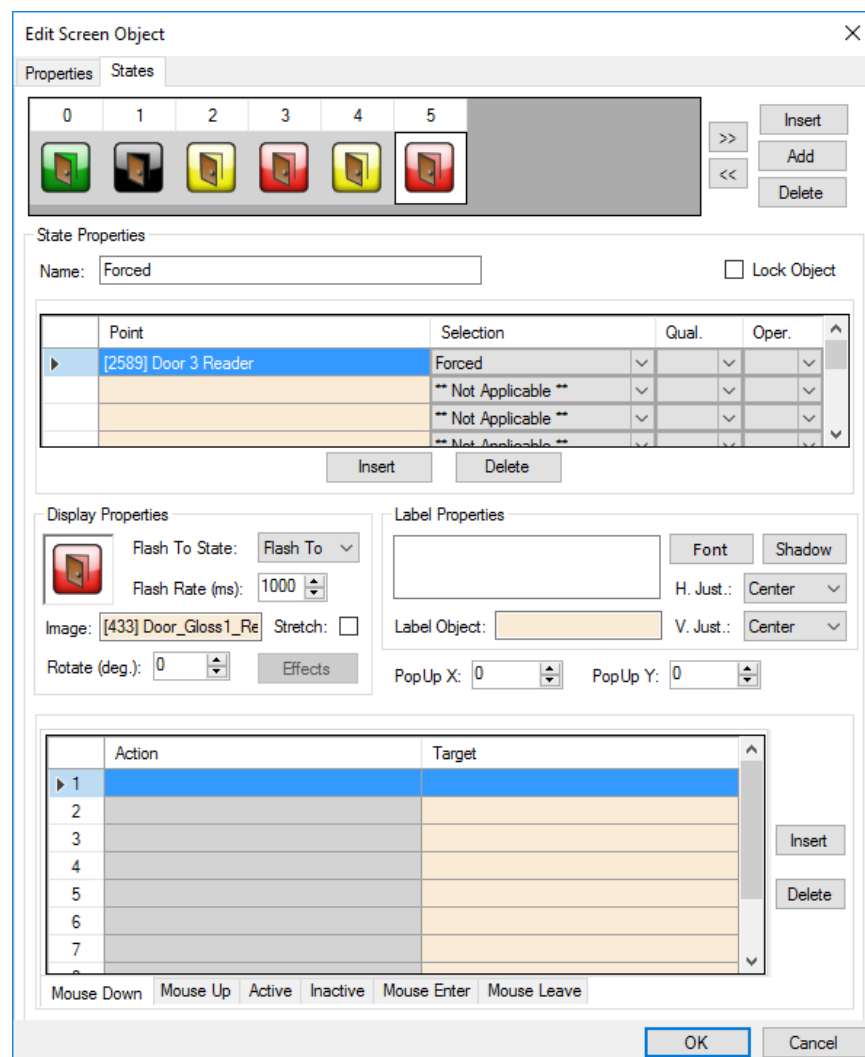 Edit Screen Object
Properties States
0 1 2 3 4 5
>>
<<
Insert
Add
Delete
State Properties
Name: Forced
Lock Object
Point Selection Qual. Oper.
[2589] Door 3 Reader Forced
** Not Applicable **
** Not Applicable **
** Not Applicable **
Insert Delete
Display Properties
Flash To State: Flash To
Flash Rate (ms): 1000
Image: [433] Door_Gloss1_Re Stretch:
Rotate (deg.): 0 Effects
Label Properties
Font Shadow
H. Just.: Center
Label Object: V. Just.: Center
PopUp X: 0 PopUp Y: 0
Action Target
1
2
3
4
5
6
7
Insert
Delete
Mouse Down Mouse Up Active Inactive Mouse Enter Mouse Leave
OK Cancel